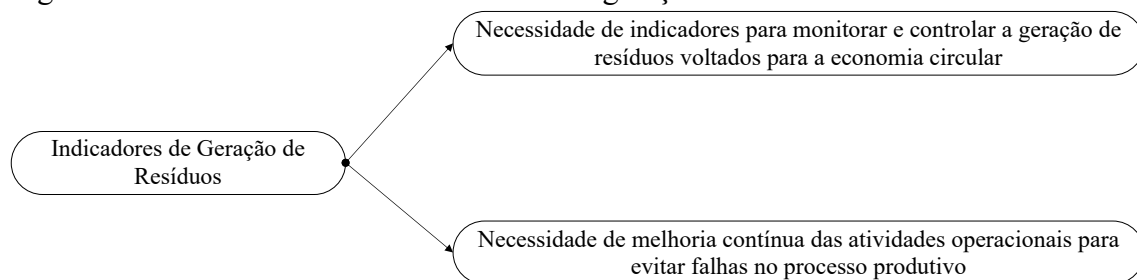 Necessidade de indicadores para monitorar e controlar a geração de
resíduos voltados para a economia circular
Indicadores de Geração de
Resíduos
Necessidade de melhoria contínua das atividades operacionais para
evitar falhas no processo produtivo